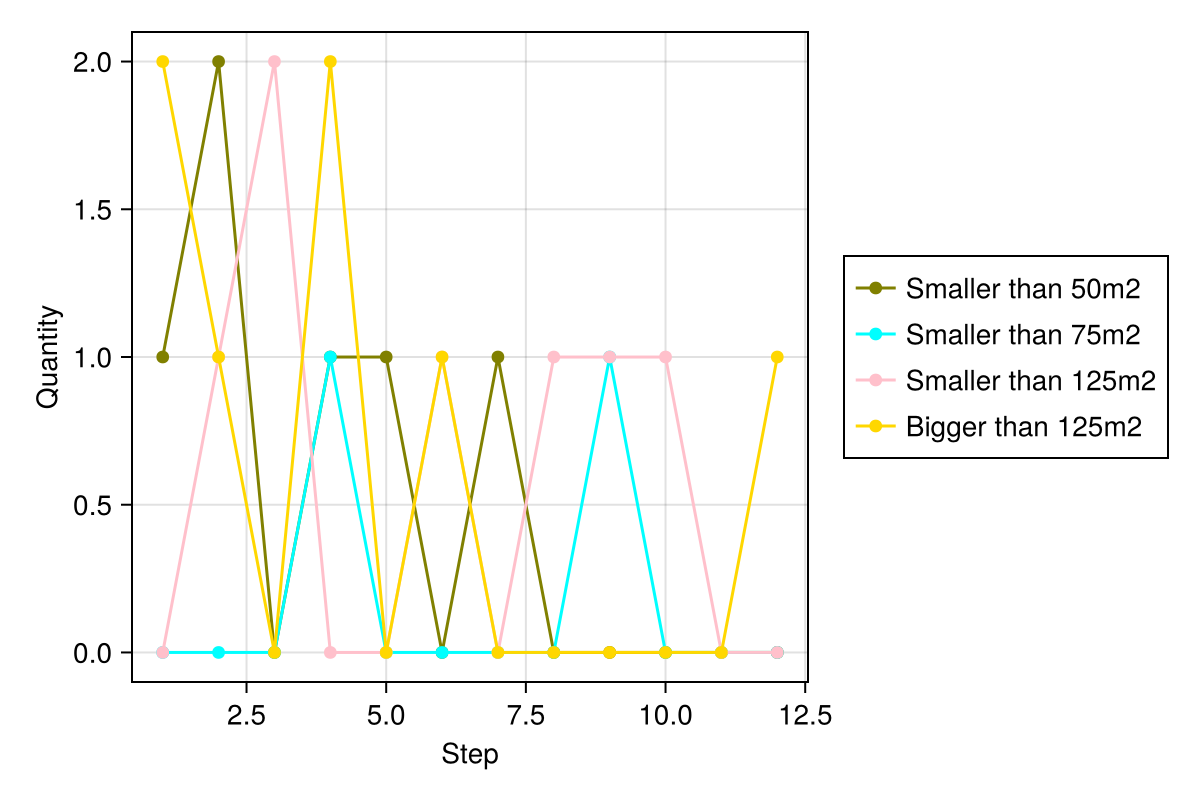 2.0
1.5
1.0
0.5
0.0
Quantity
2.5 5.0 7.5 10.0 12.5
Step
Smaller than 50m2
Smaller than 75m2
Smaller than 125m2
Bigger than 125m2